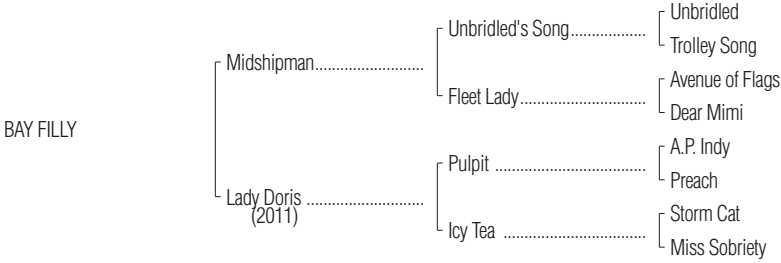 Unbridled
Unbridled's Song..................
Trolley Song
Midshipman..........................
Avenue of Flags
Fleet Lady..............................
Dear Mimi
BAY FILLY
A.P. Indy
Pulpit ....................................
Preach
Lady Doris ............................
(2011)
Storm Cat
Icy Tea ..................................
Miss Sobriety